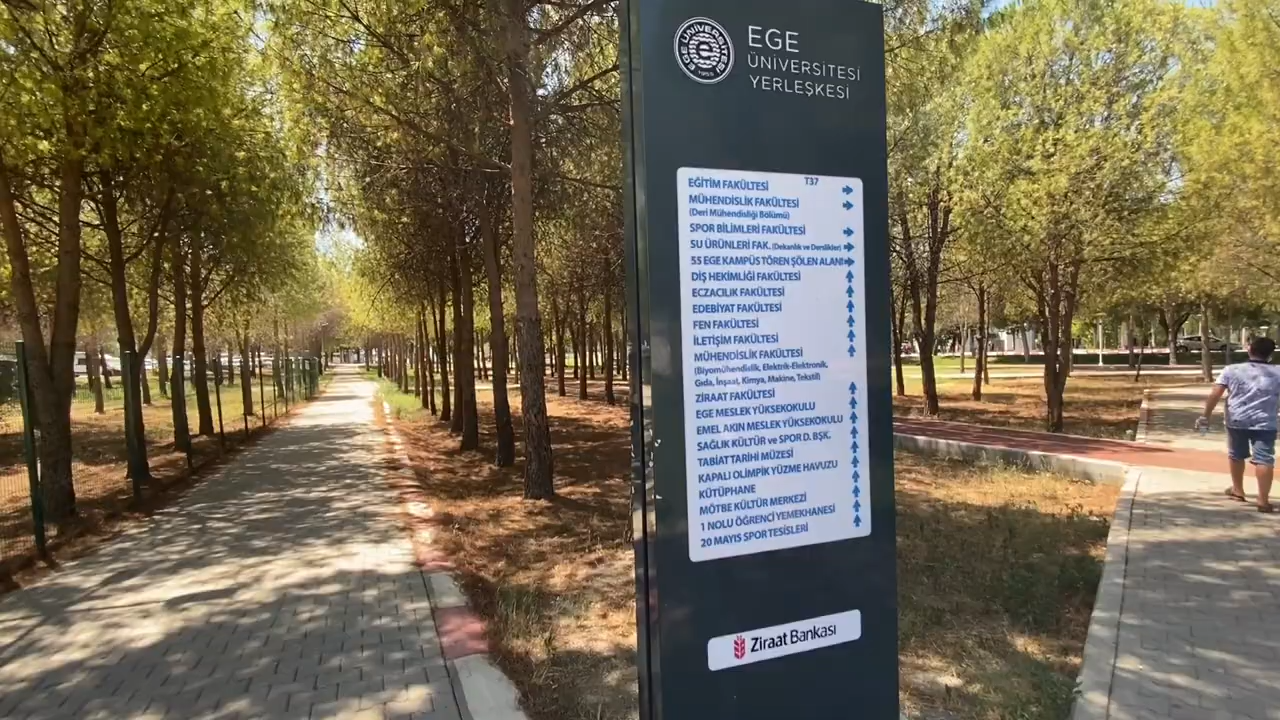 EGE ÜNİVERSİTESİ
1955
EGE
ÜNİVERSİTESİ
YERLEŞKESİ
T37
EĞİTİM FAKÜLTESİ
MÜHENDİSLİK FAKÜLTESİ
(Deri Mühendisliği Bölümü)
SPOR BİLİMLERİ FAKÜLTESİ
SU ÜRÜNLERİ FAK. (Dekanlık ve Derslikler)
55 EGE KAMPÜS TÖREN ŞÖLEN ALANI
DİŞ HEKİMLİĞİ FAKÜLTESİ
ECZACILIK FAKÜLTESİ
EDEBİYAT FAKÜLTESİ
FEN FAKÜLTESİ
İLETİŞİM FAKÜLTESİ
MÜHENDİSLİK FAKÜLTESİ
(Biyomühendislik, Elektrik-Elektronik,
Gıda, İnşaat, Kimya, Makine, Tekstil)
ZİRAAT FAKÜLTESİ
EGE MESLEK YÜKSEKOKULU
EMEL AKIN MESLEK YÜKSEKOKULU
SAĞLIK KÜLTÜR ve SPOR D. BŞK.
TABİAT TARİHİ MÜZESİ
KAPALI OLİMPİK YÜZME HAVUZU
KÜTÜPHANE
MÖTBE KÜLTÜR MERKEZİ
1 NOLU ÖĞRENCİ YEMEKHANESİ
20 MAYIS SPOR TESİSLERİ
Ziraat Bankası